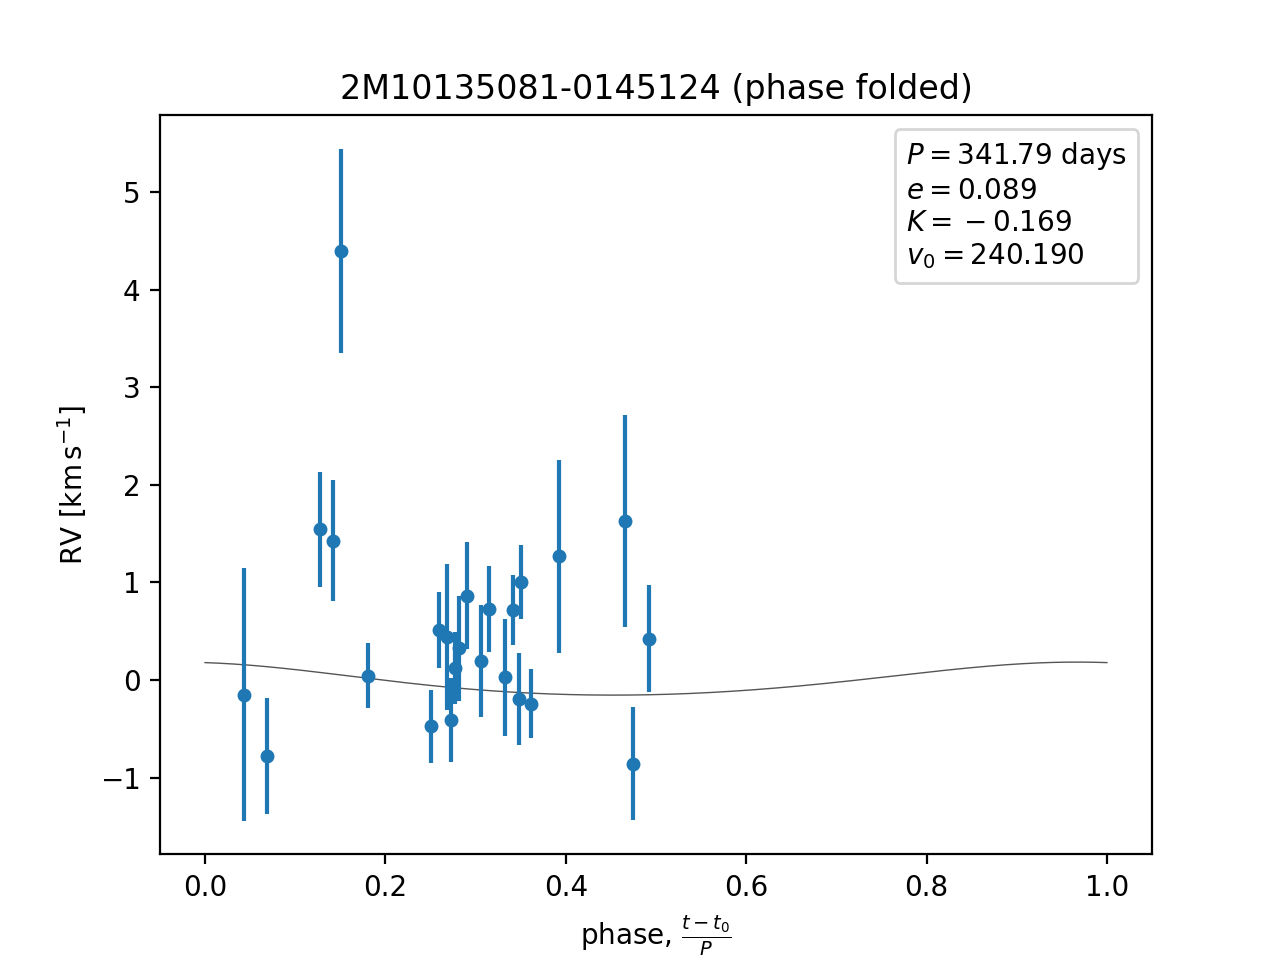 2M10135081-0145124 (phase folded)
P = 341.79 days
e = 0.089
K = −0.169
v₀ = 240.190
RV [km s⁻¹]
5
4
3
2
1
0
−1
0.0 0.2 0.4 0.6 0.8 1.0
phase, (t − t₀)/P